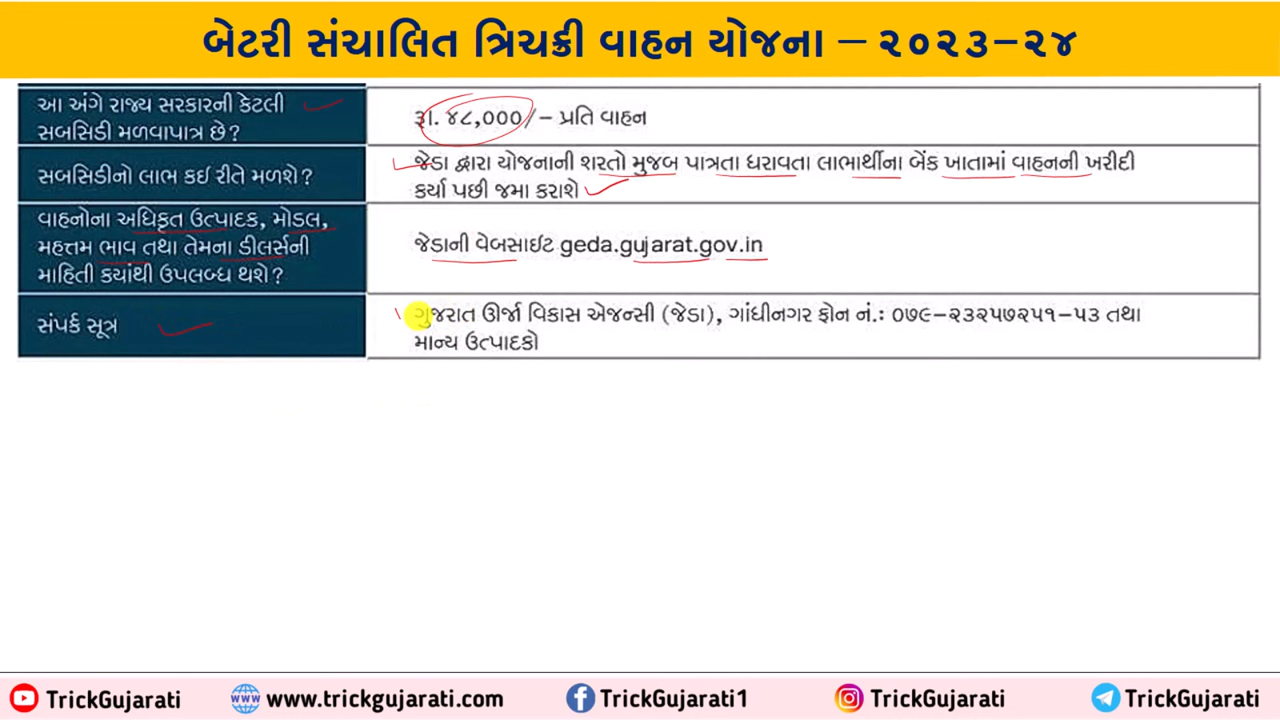 બેટરી સંચાલિત ત્રિચક્રી વાહન યોજના – ૨૦૨૩-૨૪
આ અંગે રાજ્ય સરકારની કેટલી
સબસિડી મળવાપાત્ર છે?
રૂા. ૪૮,૦૦૦/- પ્રતિ વાહન
સબસિડીનો લાભ કઈ રીતે મળશે?
જેડા દ્વારા યોજનાની શરતો મુજબ પાત્રતા ધરાવતા લાભાર્થીના બેંક ખાતામાં વાહનની ખરીદી
કર્યા પછી જમા કરાશે
વાહનોના અધિકૃત ઉત્પાદક, મોડલ,
મહત્તમ ભાવ તથા તેમના ડીલર્સની
માહિતી કયાંથી ઉપલબ્ધ થશે?
જેડાની વેબસાઈટ geda.gujarat.gov.in
સંપર્ક સૂત્ર
ગુજરાત ઊર્જા વિકાસ એજન્સી (જેડા), ગાંધીનગર ફોન નં.: ૦૭૯-૨૩૨૫૭૨૫૧-૫૩ તથા
માન્ય ઉત્પાદકો
TrickGujarati www.trickgujarati.com TrickGujarati1 TrickGujarati TrickGujarati